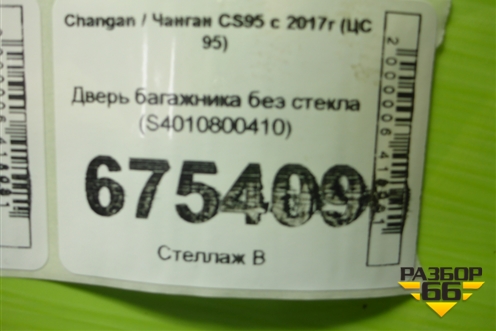 Changan / Чанган CS95 с 2017г (ЦС
95)
Дверь багажника без стекла
(S4010800410)
675409
Стеллаж В
РАЗБОР
66